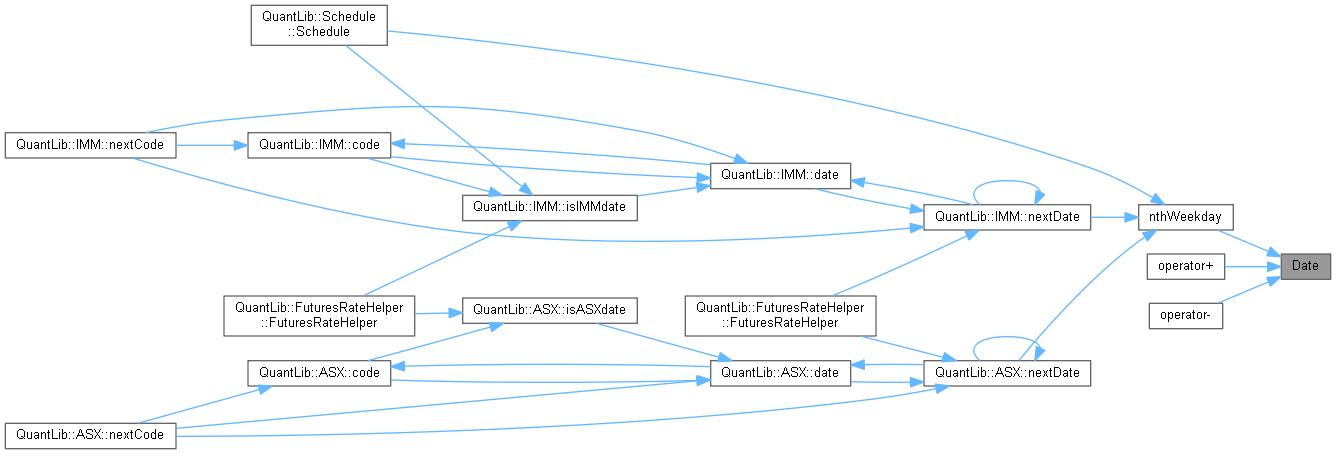 QuantLib::Schedule
::Schedule
QuantLib::IMM::nextCode
QuantLib::IMM::code
QuantLib::IMM::date
QuantLib::IMM::isIMMdate
QuantLib::IMM::nextDate
nthWeekday
operator+
Date
operator-
QuantLib::FuturesRateHelper
::FuturesRateHelper
QuantLib::ASX::isASXdate
QuantLib::FuturesRateHelper
::FuturesRateHelper
QuantLib::ASX::code
QuantLib::ASX::date
QuantLib::ASX::nextDate
QuantLib::ASX::nextCode